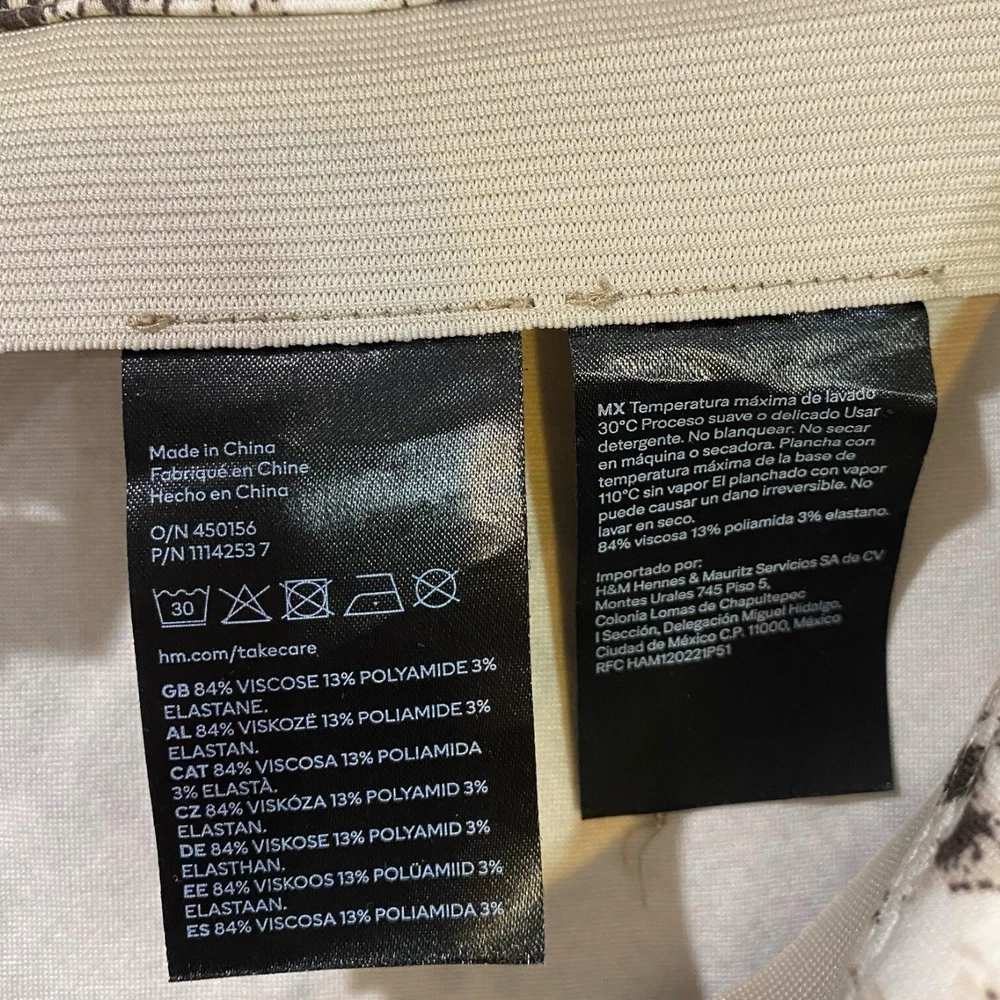 Made in China
Fabriqué en Chine
Hecho en China
O/N 450156
P/N 1114253 7
30
hm.com/takecare
GB 84% VISCOSE 13% POLYAMIDE 3%
ELASTANE.
AL 84% VISKOZË 13% POLIAMIDE 3%
ELASTAN.
CAT 84% VISCOSA 13% POLIAMIDA
3% ELASTÀ.
CZ 84% VISKÓZA 13% POLYAMID 3%
ELASTAN.
DE 84% VISKOSE 13% POLYAMID 3%
ELASTHAN.
EE 84% VISKOOS 13% POLÜAMIID 3%
ELASTAAN.
ES 84% VISCOSA 13% POLIAMIDA 3%
MX Temperatura máxima de lavado
30°C Proceso suave o delicado Usar
detergente. No blanquear. No secar
en máquina o secadora. Plancha con
temperatura máxima de la base de
110°C sin vapor El planchado con vapor
puede causar un dano irreversible. No
lavar en seco.
84% viscosa 13% poliamida 3% elastano.
Importado por:
H&M Hennes & Mauritz Servicios SA de CV
Montes Urales 745 Piso 5,
Colonia Lomas de Chapultepec
I Sección, Delegación Miguel Hidalgo,
Ciudad de México C.P. 11000, México
RFC HAM120221P51